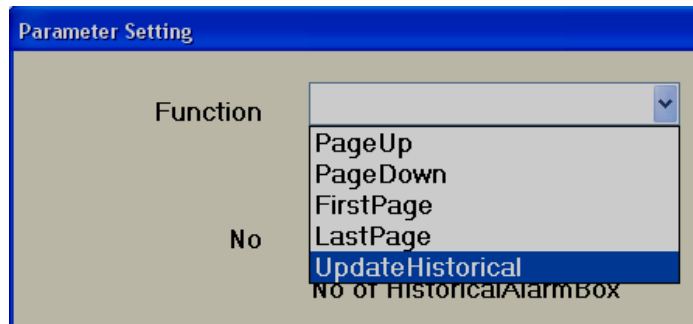 Parameter Setting
Function
PageUp
PageDown
FirstPage
No
LastPage
UpdateHistorical
No of HistoricalAlarmBox